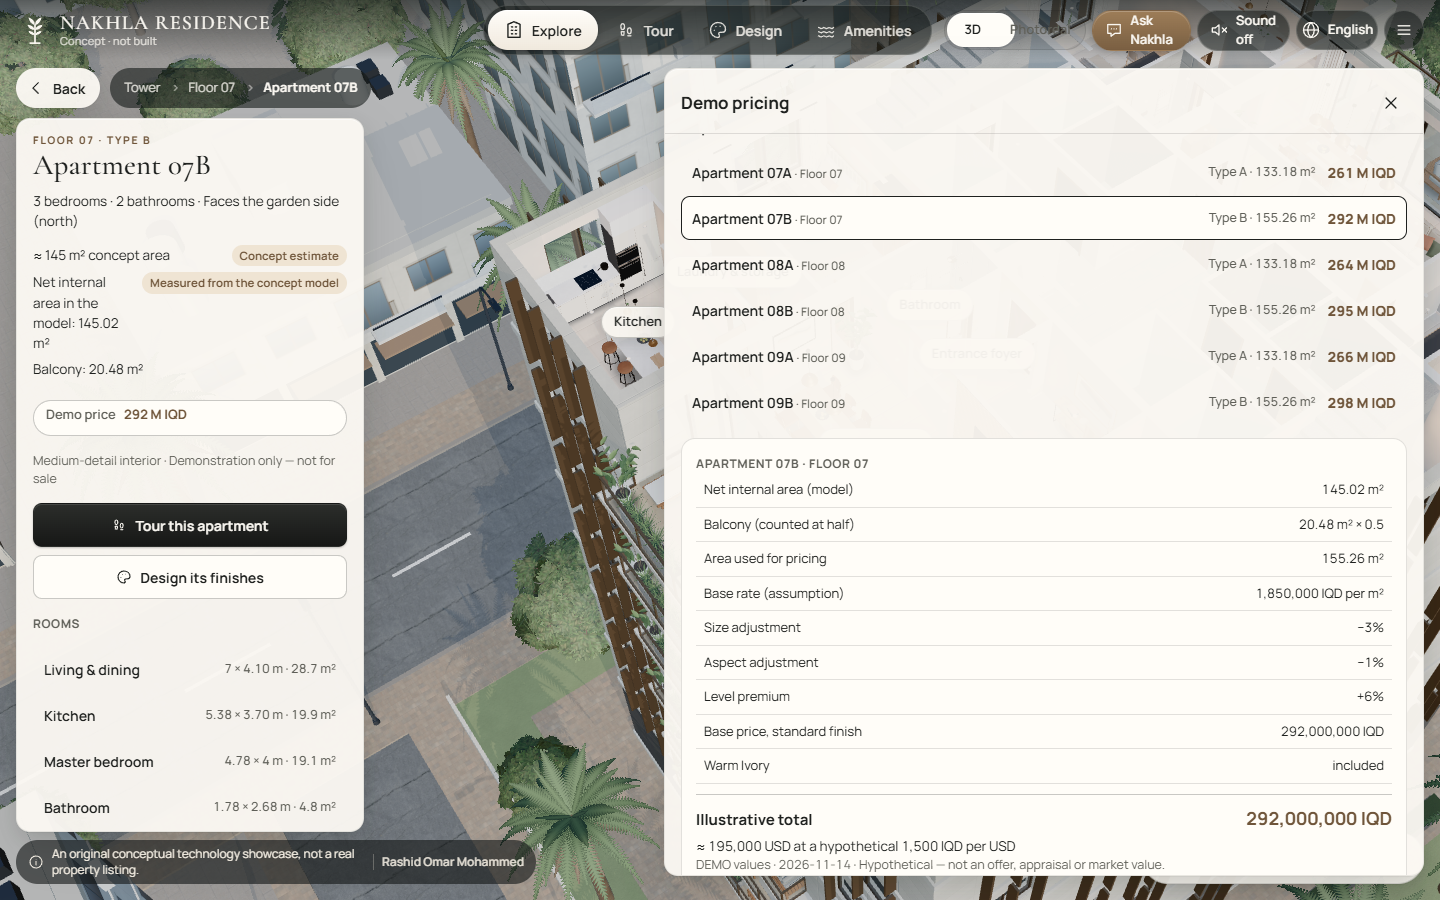 NAKHLA RESIDENCE
Concept · not built
Explore
Tour
Design
Amenities
3D
Photoreal
Ask Nakhla
Sound off
English
Back
Tower › Floor 07 › Apartment 07B
FLOOR 07 · TYPE B
Apartment 07B
3 bedrooms · 2 bathrooms · Faces the garden side
(north)
≈ 145 m² concept area
Concept estimate
Net internal
area in the
model: 145.02
m²
Measured from the concept model
Balcony: 20.48 m²
Demo price 292 M IQD
Medium-detail interior · Demonstration only — not for
sale
Tour this apartment
Design its finishes
ROOMS
Living & dining 7 × 4.10 m · 28.7 m²
Kitchen 5.38 × 3.70 m · 19.9 m²
Master bedroom 4.78 × 4 m · 19.1 m²
Bathroom 1.78 × 2.68 m · 4.8 m²
An original conceptual technology showcase, not a real
property listing.
Rashid Omar Mohammed
Kitchen
Demo pricing
Apartment 07A · Floor 07 Type A · 133.18 m² 261 M IQD
Apartment 07B · Floor 07 Type B · 155.26 m² 292 M IQD
Apartment 08A · Floor 08 Type A · 133.18 m² 264 M IQD
Bathroom
Apartment 08B · Floor 08 Type B · 155.26 m² 295 M IQD
Entrance foyer
Apartment 09A · Floor 09 Type A · 133.18 m² 266 M IQD
Apartment 09B · Floor 09 Type B · 155.26 m² 298 M IQD
APARTMENT 07B · FLOOR 07
Net internal area (model) 145.02 m²
Balcony (counted at half) 20.48 m² × 0.5
Area used for pricing 155.26 m²
Base rate (assumption) 1,850,000 IQD per m²
Size adjustment −3%
Aspect adjustment −1%
Level premium +6%
Base price, standard finish 292,000,000 IQD
Warm Ivory included
Illustrative total 292,000,000 IQD
≈ 195,000 USD at a hypothetical 1,500 IQD per USD
DEMO values · 2026-11-14 · Hypothetical — not an offer, appraisal or market value.